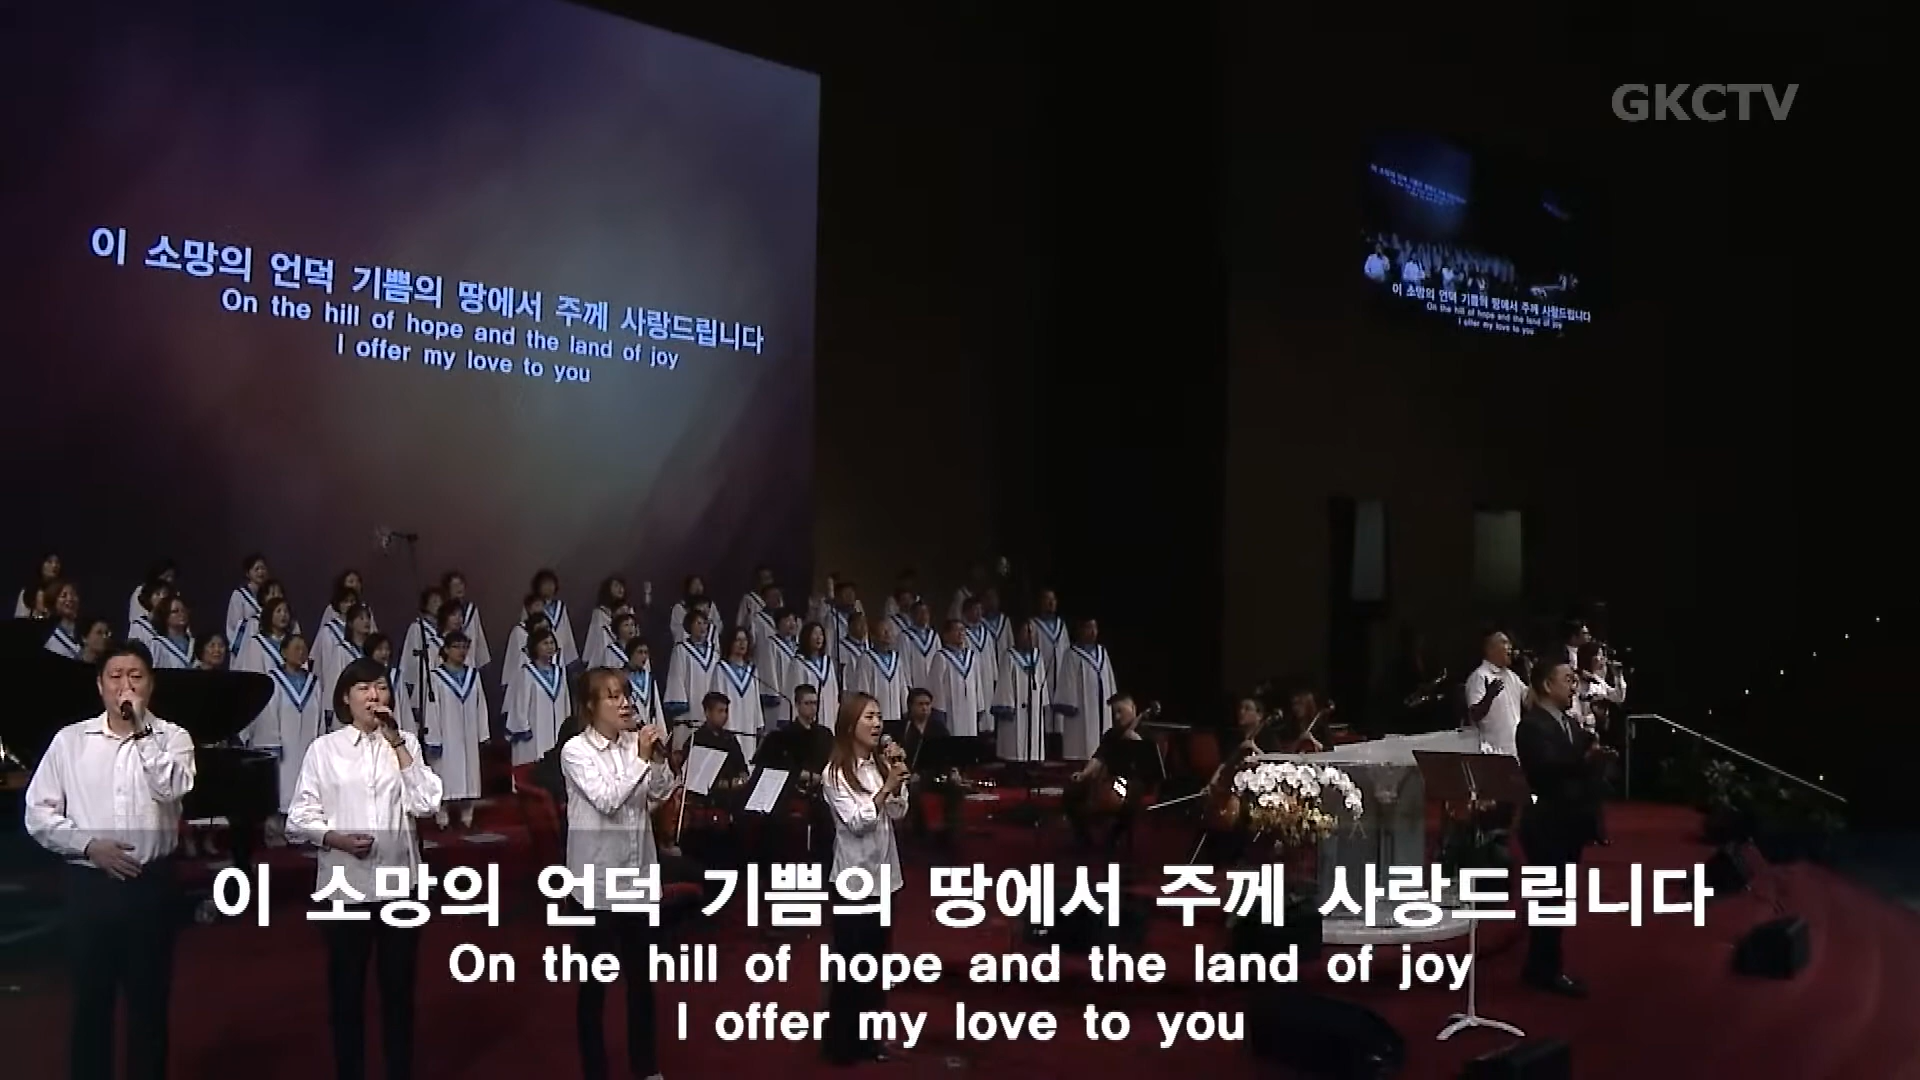 GKCTV
이 소망의 언덕 기쁨의 땅에서 주께 사랑드립니다
On the hill of hope and the land of joy
I offer my love to you
이 소망의 언덕 기쁨의 땅에서 주께 사랑드립니다
On the hill of hope and the land of joy
I offer my love to you
이 소망의 언덕 기쁨의 땅에서 주께 사랑드립니다
On the hill of hope and the land of joy
I offer my love to you